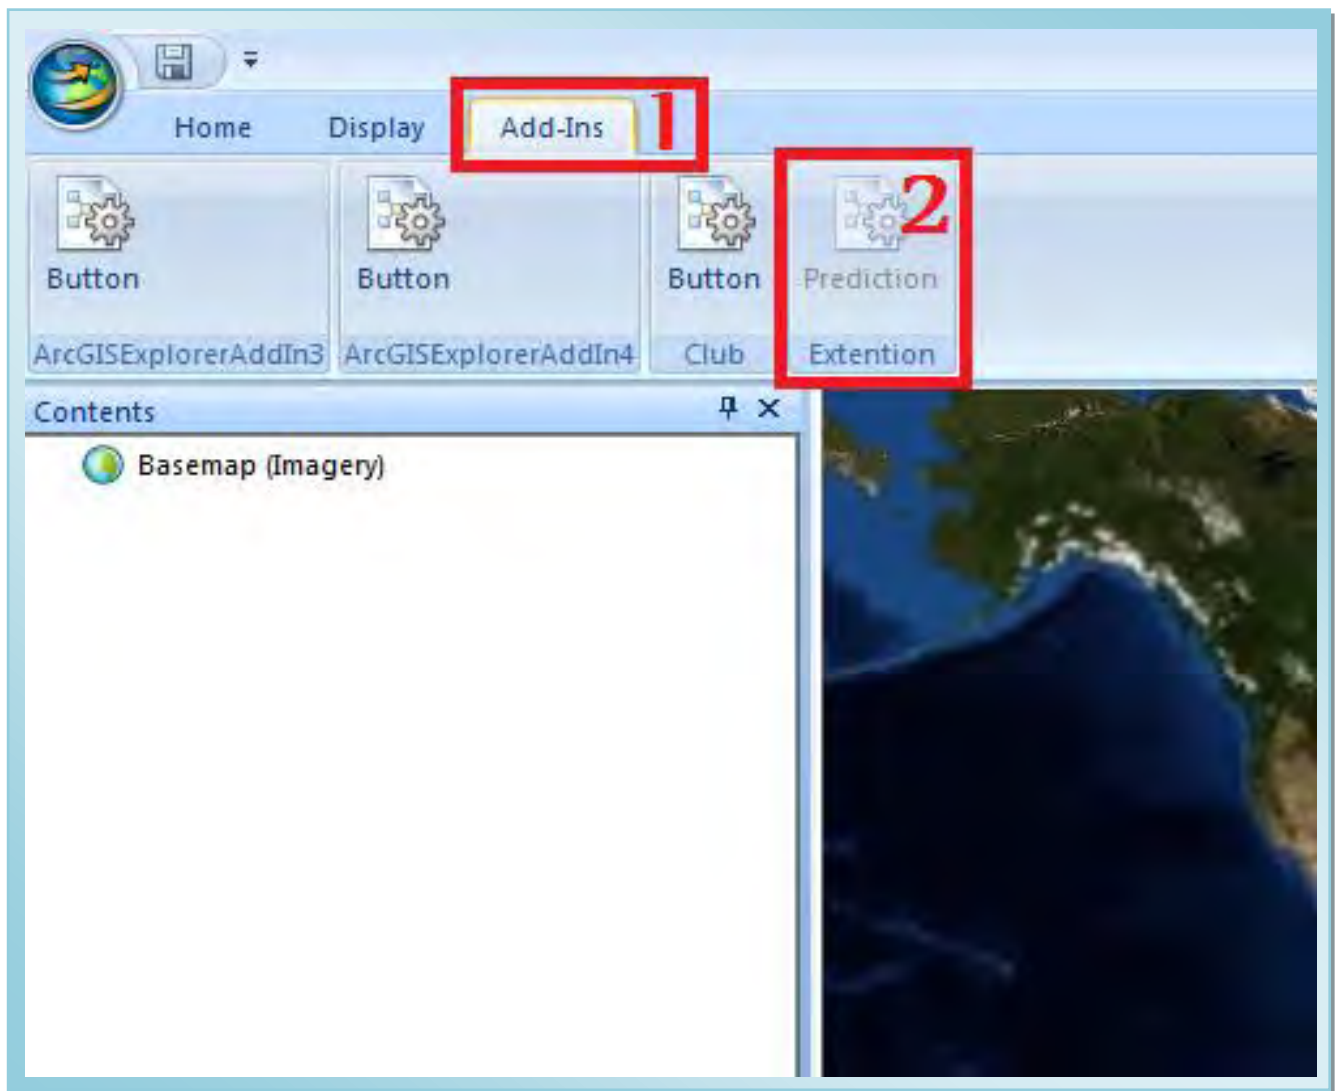 Home Display Add-Ins 1
2
Button Button Button Prediction
ArcGISExplorerAddIn3 ArcGISExplorerAddIn4 Club Extention
Contents
Basemap (Imagery)